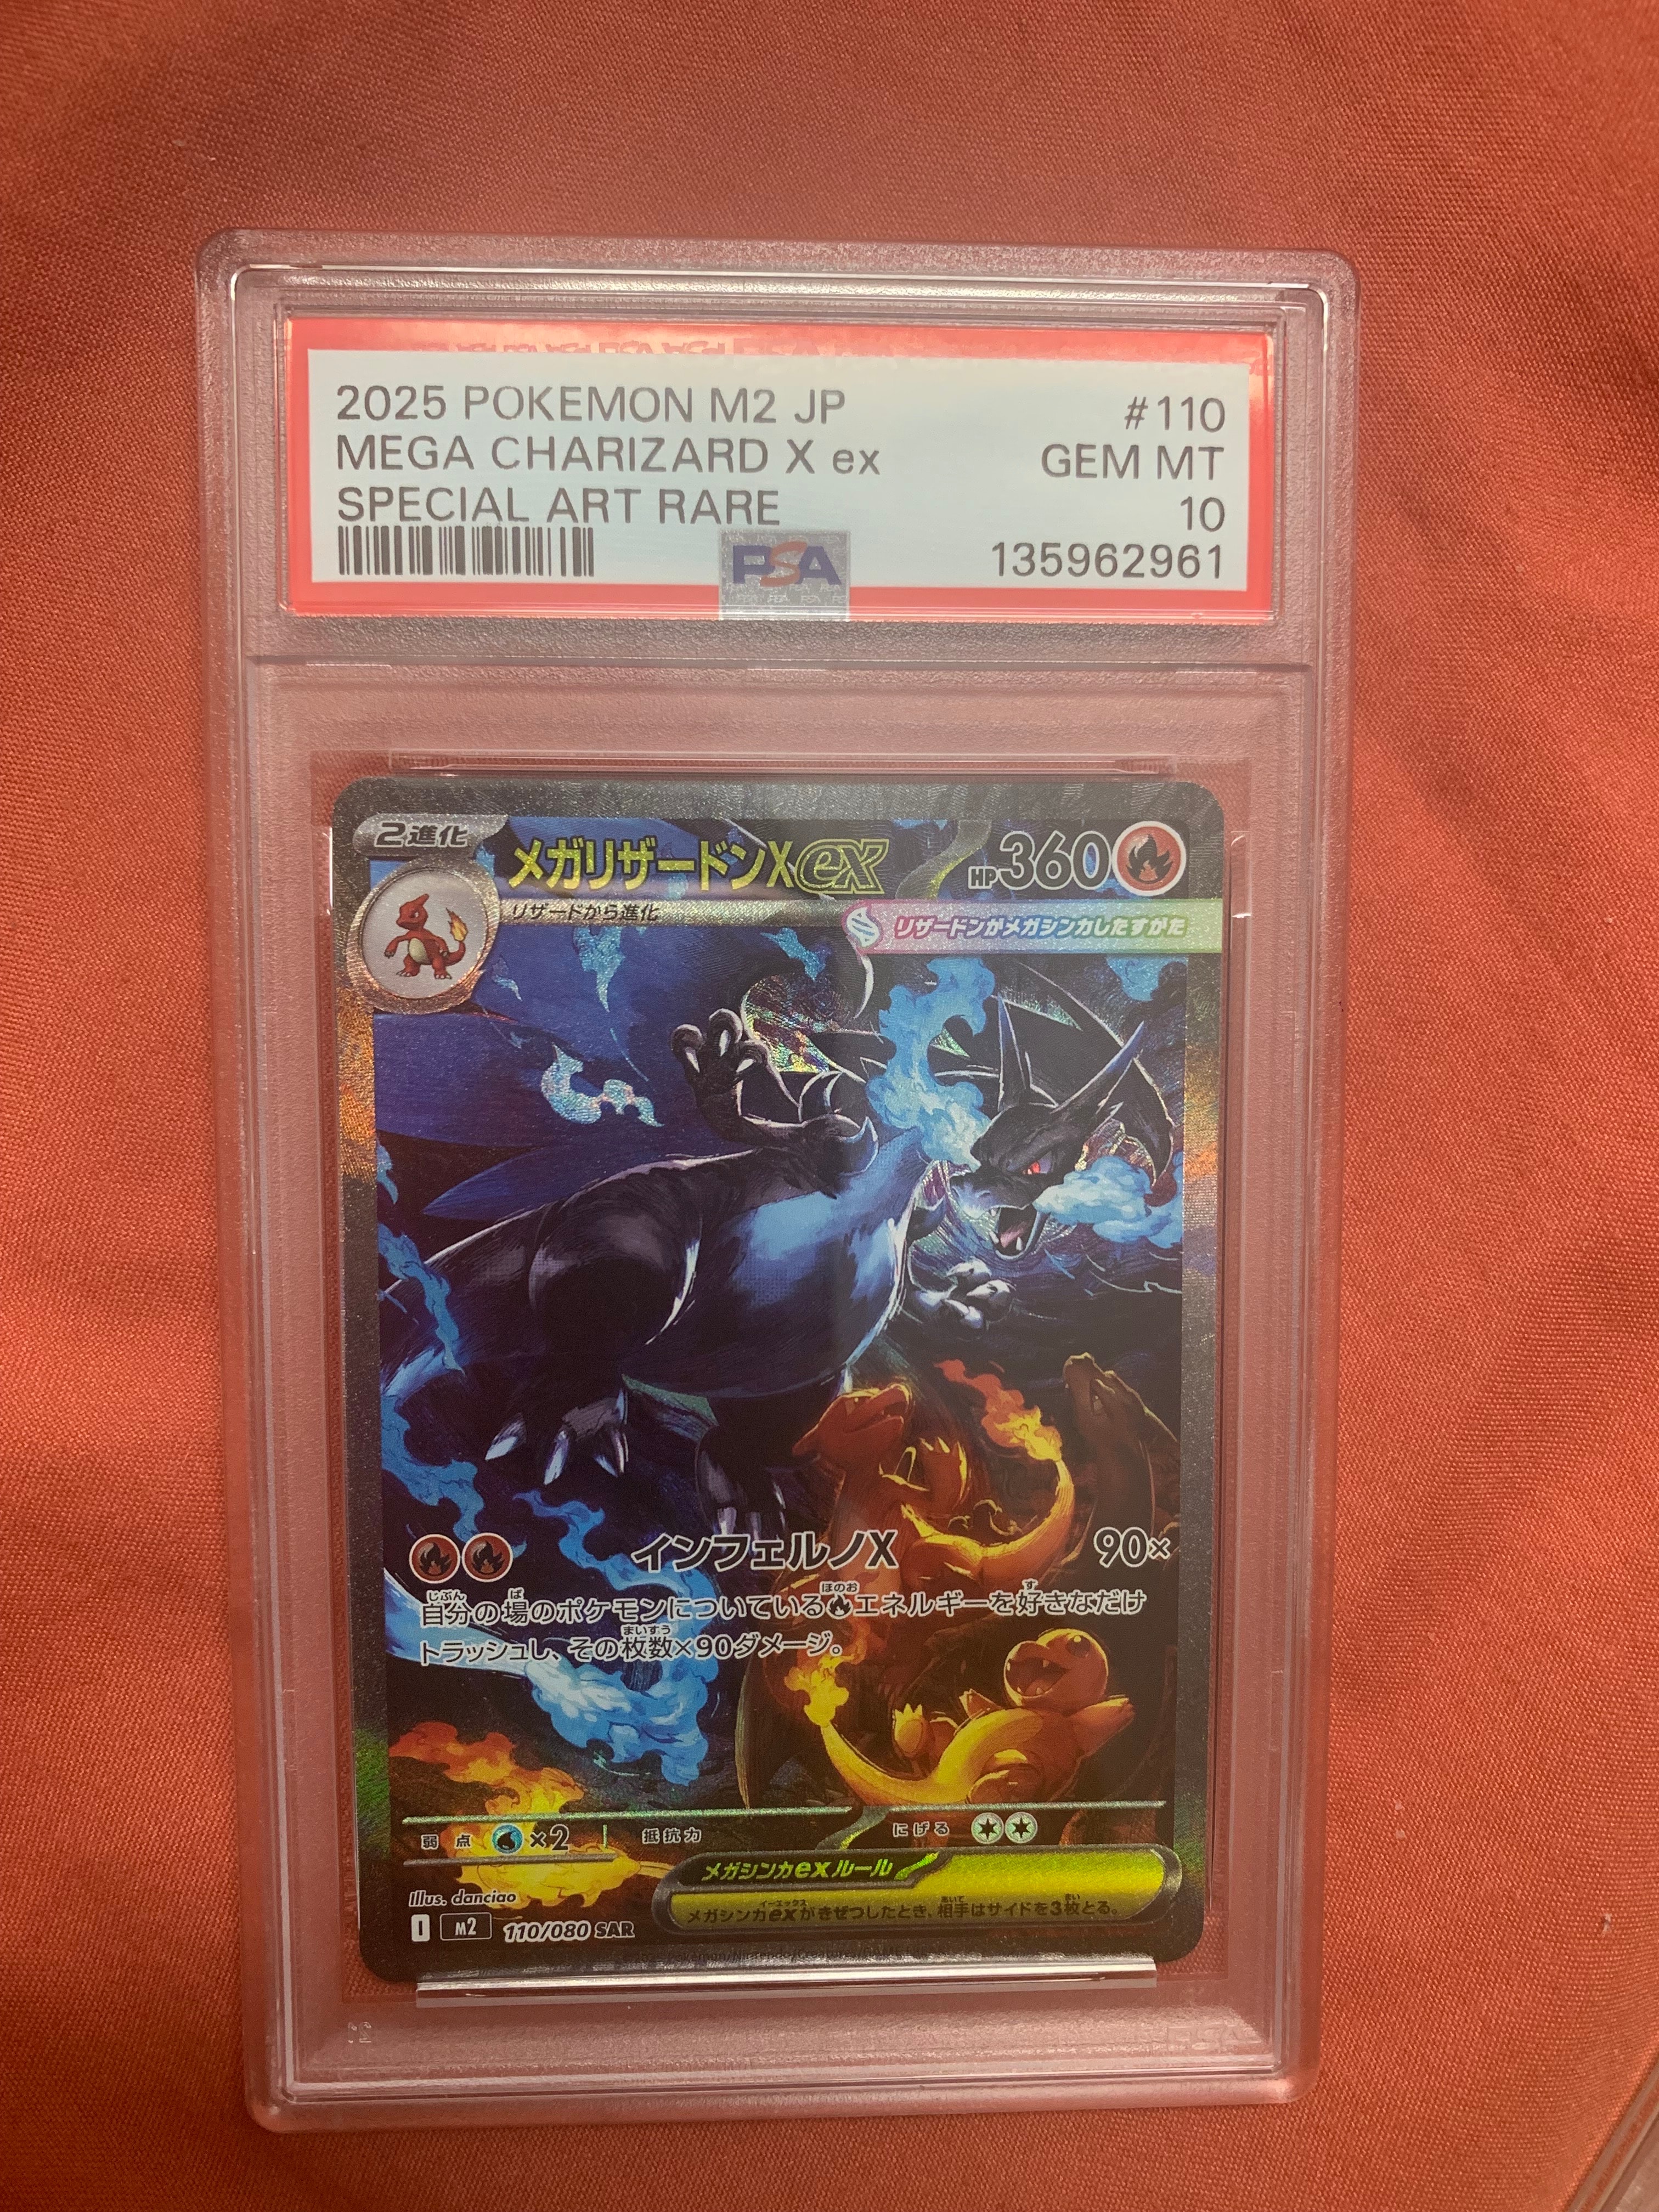 2025 POKEMON M2 JP #110
MEGA CHARIZARD X ex GEM MT
SPECIAL ART RARE 10
PSA 135962961
2進化 メガリザードンXex HP360
リザードから進化
リザードンがメガシンカしたすがた
インフェルノX 90×
自分の場のポケモンについているエネルギーを好きなだけ
トラッシュし、その枚数×90ダメージ。
弱点 ×2 抵抗力 にげる
メガシンカexルール
メガシンカexがきぜつしたとき、相手はサイドを3枚とる。
Illus. danciao
I M2 110/080 SAR